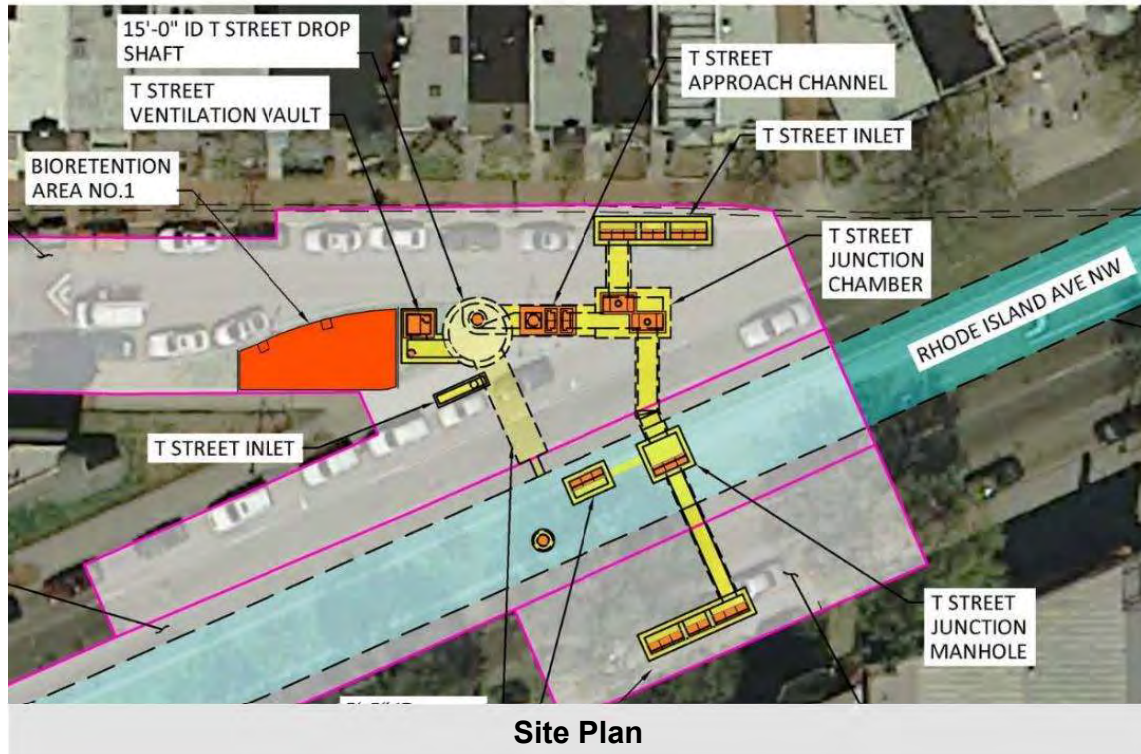 15'-0" ID T STREET DROP
SHAFT
T STREET
VENTILATION VAULT
BIORETENTION
AREA NO.1
T STREET
APPROACH CHANNEL
T STREET INLET
T STREET
JUNCTION
CHAMBER
RHODE ISLAND AVE NW
T STREET INLET
T STREET
JUNCTION
MANHOLE
Site Plan